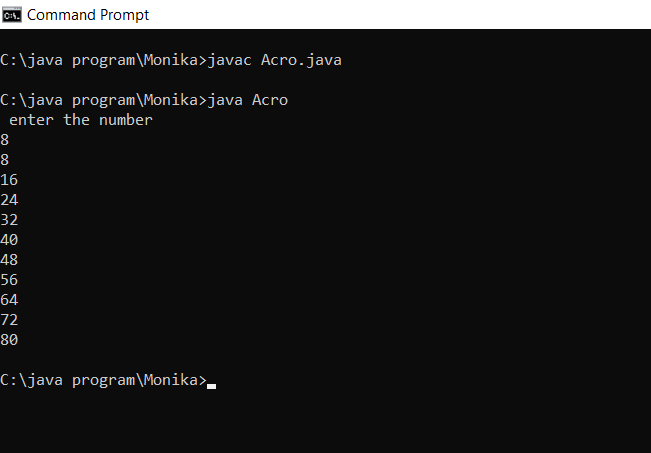 Command Prompt
C:\java program\Monika>javac Acro.java
C:\java program\Monika>java Acro
enter the number
8
8
16
24
32
40
48
56
64
72
80
C:\java program\Monika>